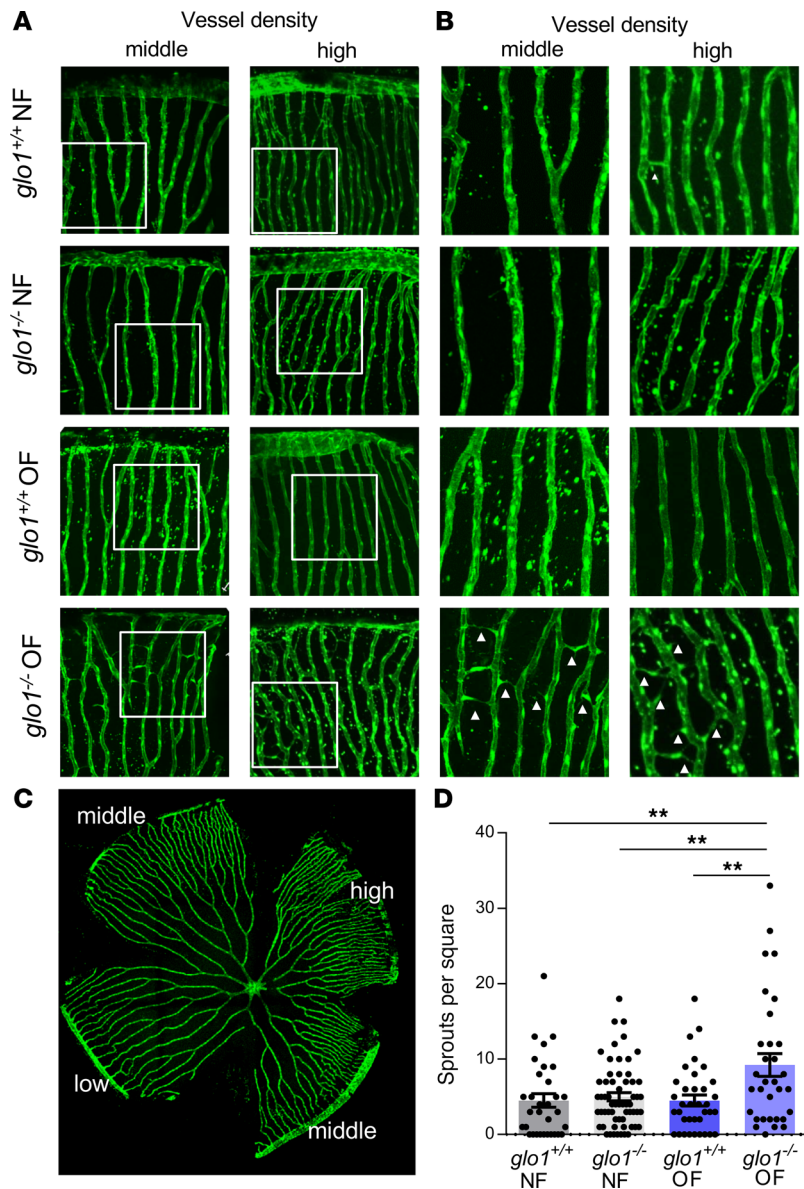 A
Vessel density
middle
high
glo1+/+ NF
glo1-/- NF
glo1+/+ OF
glo1-/- OF
B
Vessel density
middle
high
C
middle
high
low
middle
D
**
**
**
Sprouts per square
40
30
20
10
0
glo1+/+
NF
glo1-/-
NF
glo1+/+
OF
glo1-/-
OF